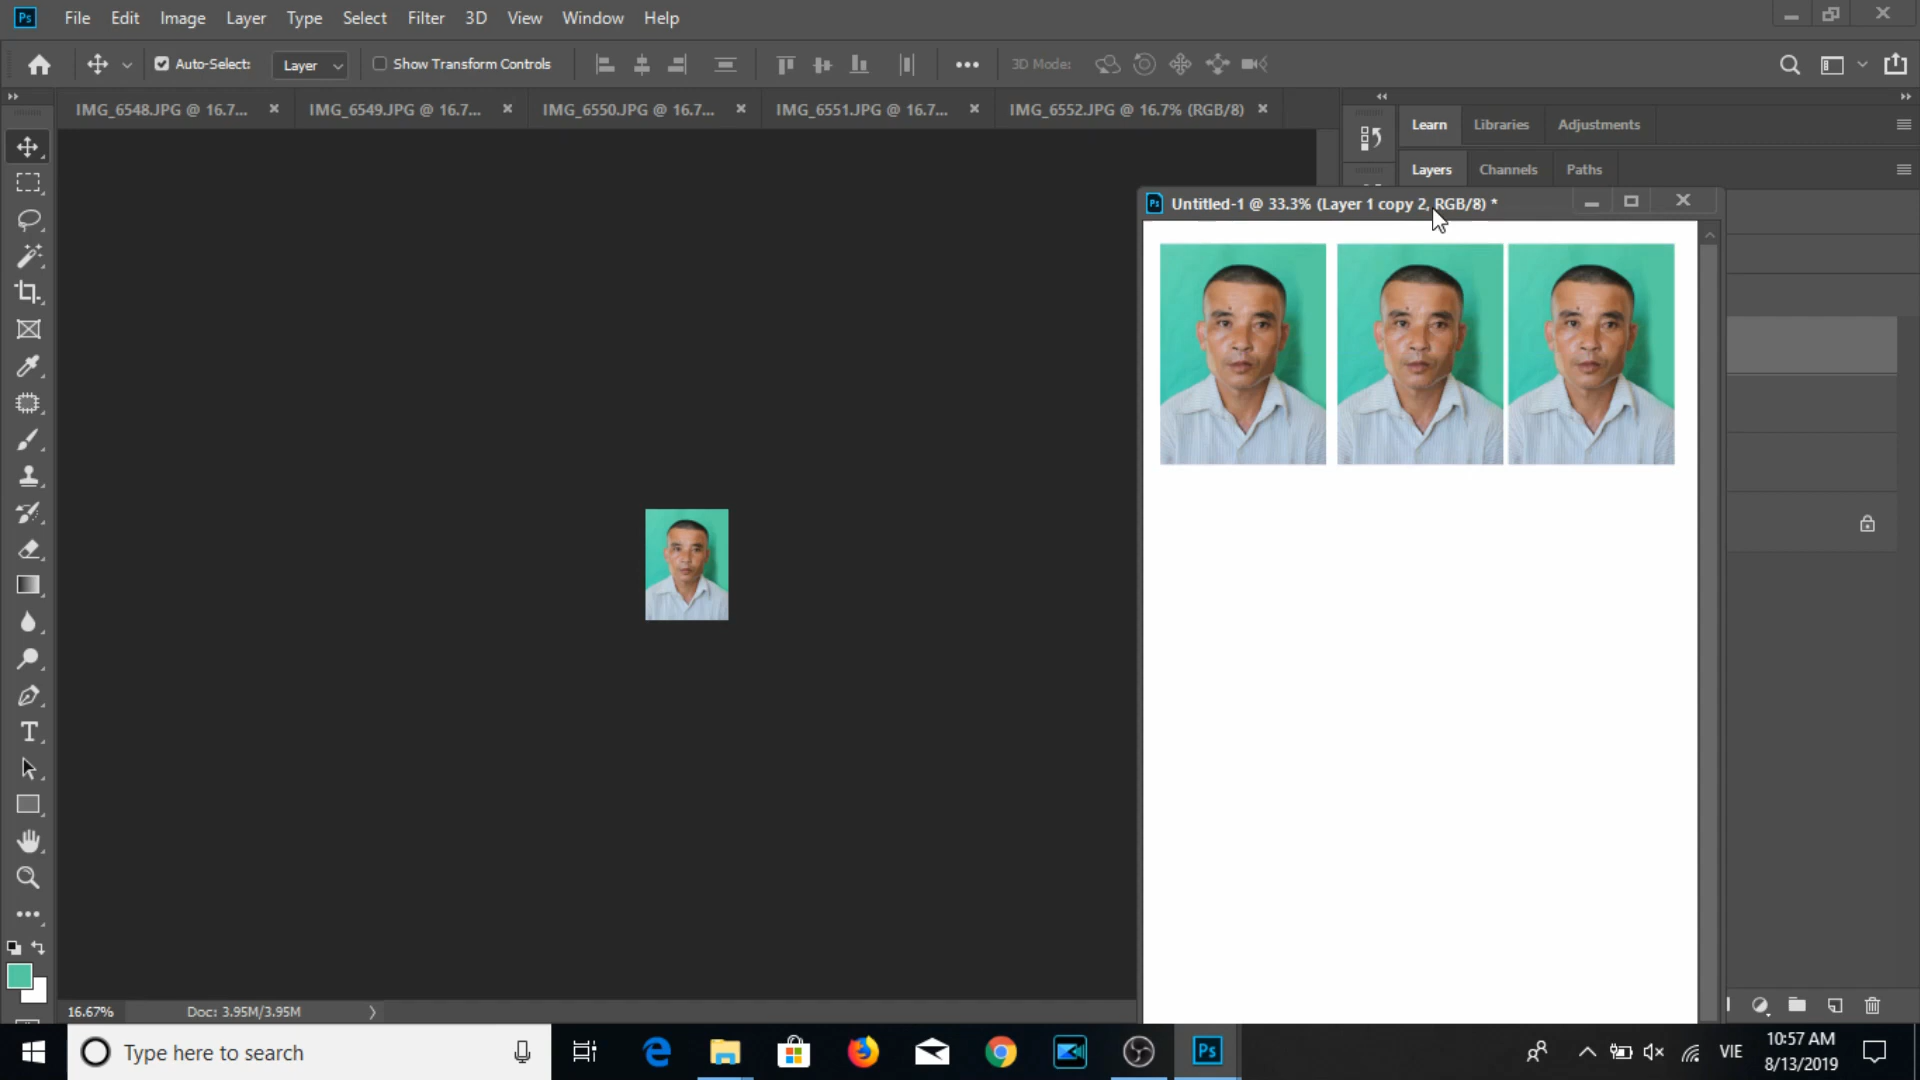 Ps File Edit Image Layer Type Select Filter 3D View Window Help
Auto-Select: Layer Show Transform Controls 3D Mode:
IMG_6548.JPG @ 16.7... IMG_6549.JPG @ 16.7... IMG_6550.JPG @ 16.7... IMG_6551.JPG @ 16.7... IMG_6552.JPG @ 16.7% (RGB/8)
Learn Libraries Adjustments
Layers Channels Paths
Ps Untitled-1 @ 33.3% (Layer 1 copy 2, RGB/8) *
16.67% Doc: 3.95M/3.95M
Type here to search
Ps
VIE
10:57 AM
8/13/2019